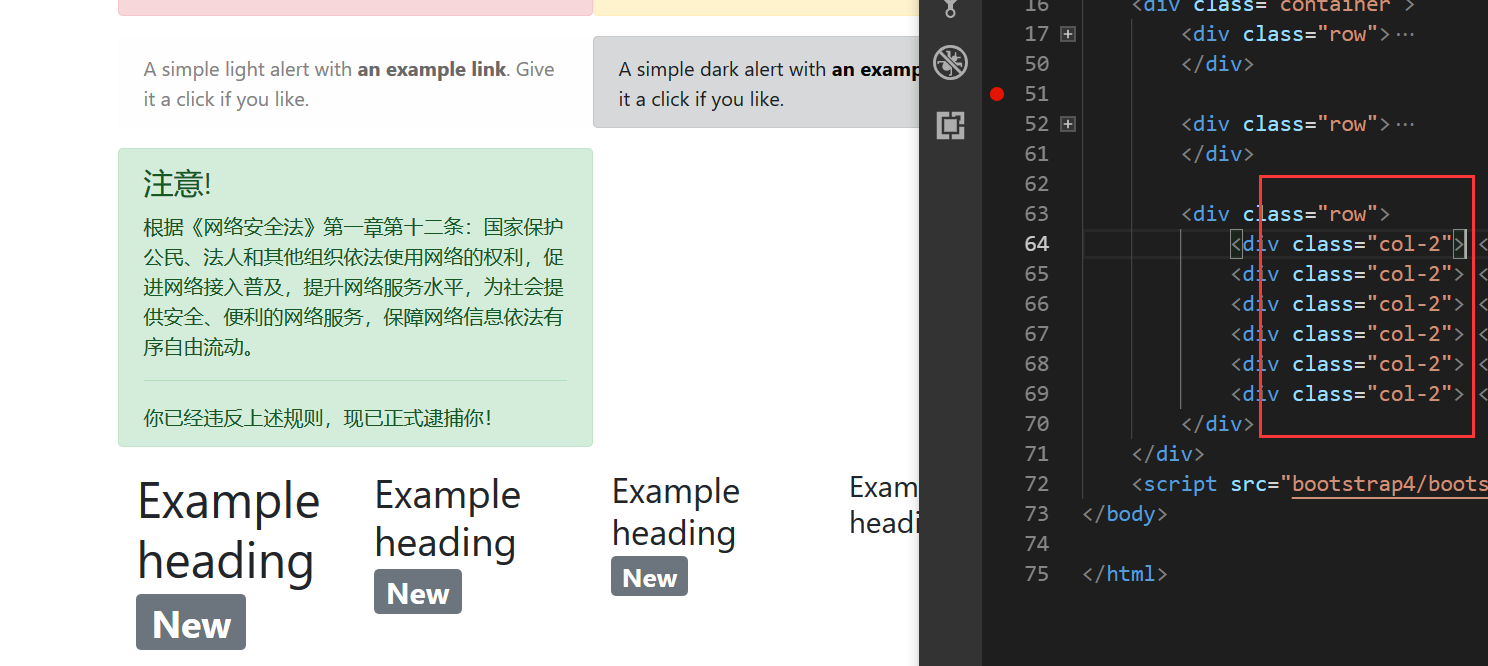 A simple light alert with an example link. Give
it a click if you like.
A simple dark alert with an examp
it a click if you like.
注意!
根据《网络安全法》第一章第十二条：国家保护
公民、法人和其他组织依法使用网络的权利，促
进网络接入普及，提升网络服务水平，为社会提
供安全、便利的网络服务，保障网络信息依法有
序自由流动。
你已经违反上述规则，现已正式逮捕你！
Example
heading
New
Example
heading
New
Example
heading
New
Exam
headi
16 <div class="container">
17 <div class="row">···
50 </div>
51
52 <div class="row">···
61 </div>
62
63 <div class="row">
64 <div class="col-2"> <
65 <div class="col-2"> <
66 <div class="col-2"> <
67 <div class="col-2"> <
68 <div class="col-2"> <
69 <div class="col-2"> <
70 </div>
71 </div>
72 <script src="bootstrap4/boots
73 </body>
74
75 </html>